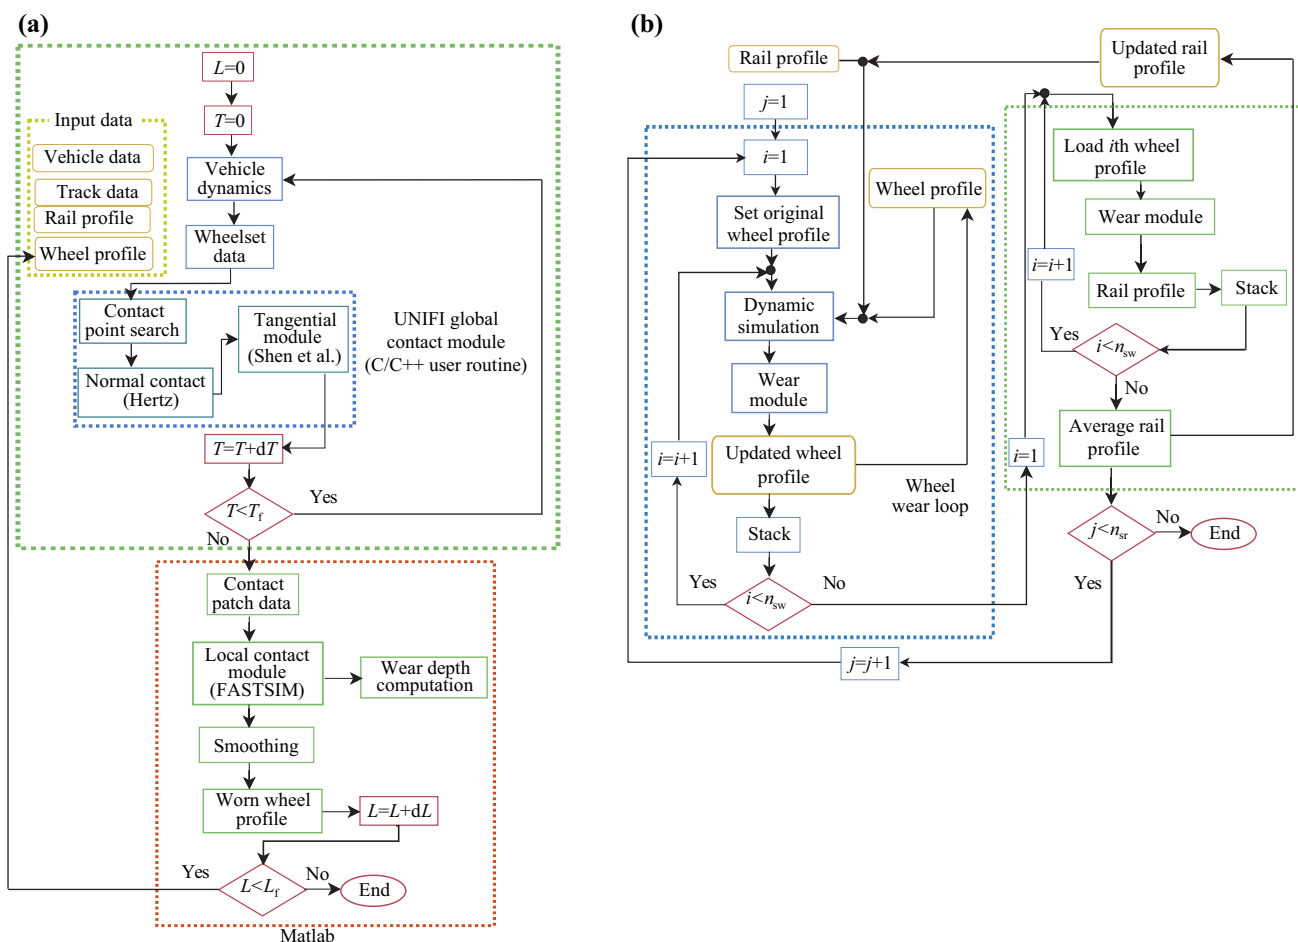 (a)
L=0
T=0
Input data
Vehicle data
Track data
Rail profile
Wheel profile
Vehicle
dynamics
Wheelset
data
Contact
point search
Normal contact
(Hertz)
Tangential
module
(Shen et al.)
UNIFI global
contact module
(C/C++ user routine)
T=T+dT
T<Tf
Yes
No
Contact
patch data
Local contact
module
(FASTSIM)
Wear depth
computation
Smoothing
Worn wheel
profile
L=L+dL
L<Lf
Yes
No
End
Matlab
(b)
Rail profile
Updated rail
profile
j=1
i=1
Set original
wheel profile
Wheel profile
Dynamic
simulation
Wear
module
i=i+1
Updated wheel
profile
Wheel
wear loop
Stack
i<nsw
Yes
No
i=1
Load ith wheel
profile
Wear module
i=i+1
Rail profile
Stack
Yes
i<nsw
No
Average rail
profile
j<nsr
No
End
Yes
j=j+1